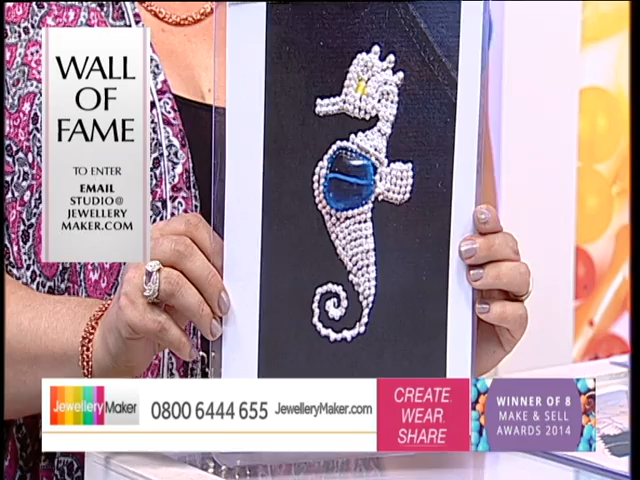 WALL
OF
FAME
TO ENTER
EMAIL
STUDIO@
JEWELLERY
MAKER.COM
JewelleryMaker
0800 6444 655 JewelleryMaker.com
CREATE.
WEAR.
SHARE
WINNER OF 8
MAKE & SELL
AWARDS 2014